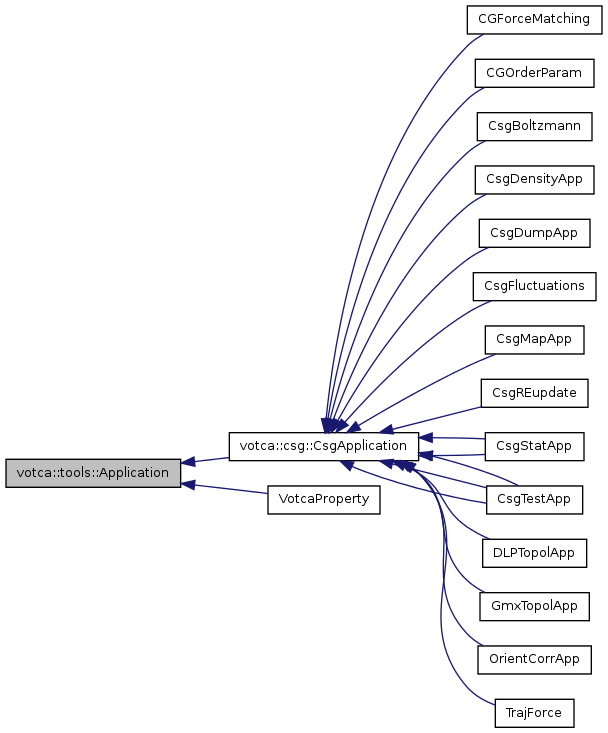 CGForceMatching
CGOrderParam
CsgBoltzmann
CsgDensityApp
CsgDumpApp
CsgFluctuations
CsgMapApp
CsgREupdate
votca::csg::CsgApplication
CsgStatApp
votca::tools::Application
VotcaProperty
CsgTestApp
DLPTopolApp
GmxTopolApp
OrientCorrApp
TrajForce